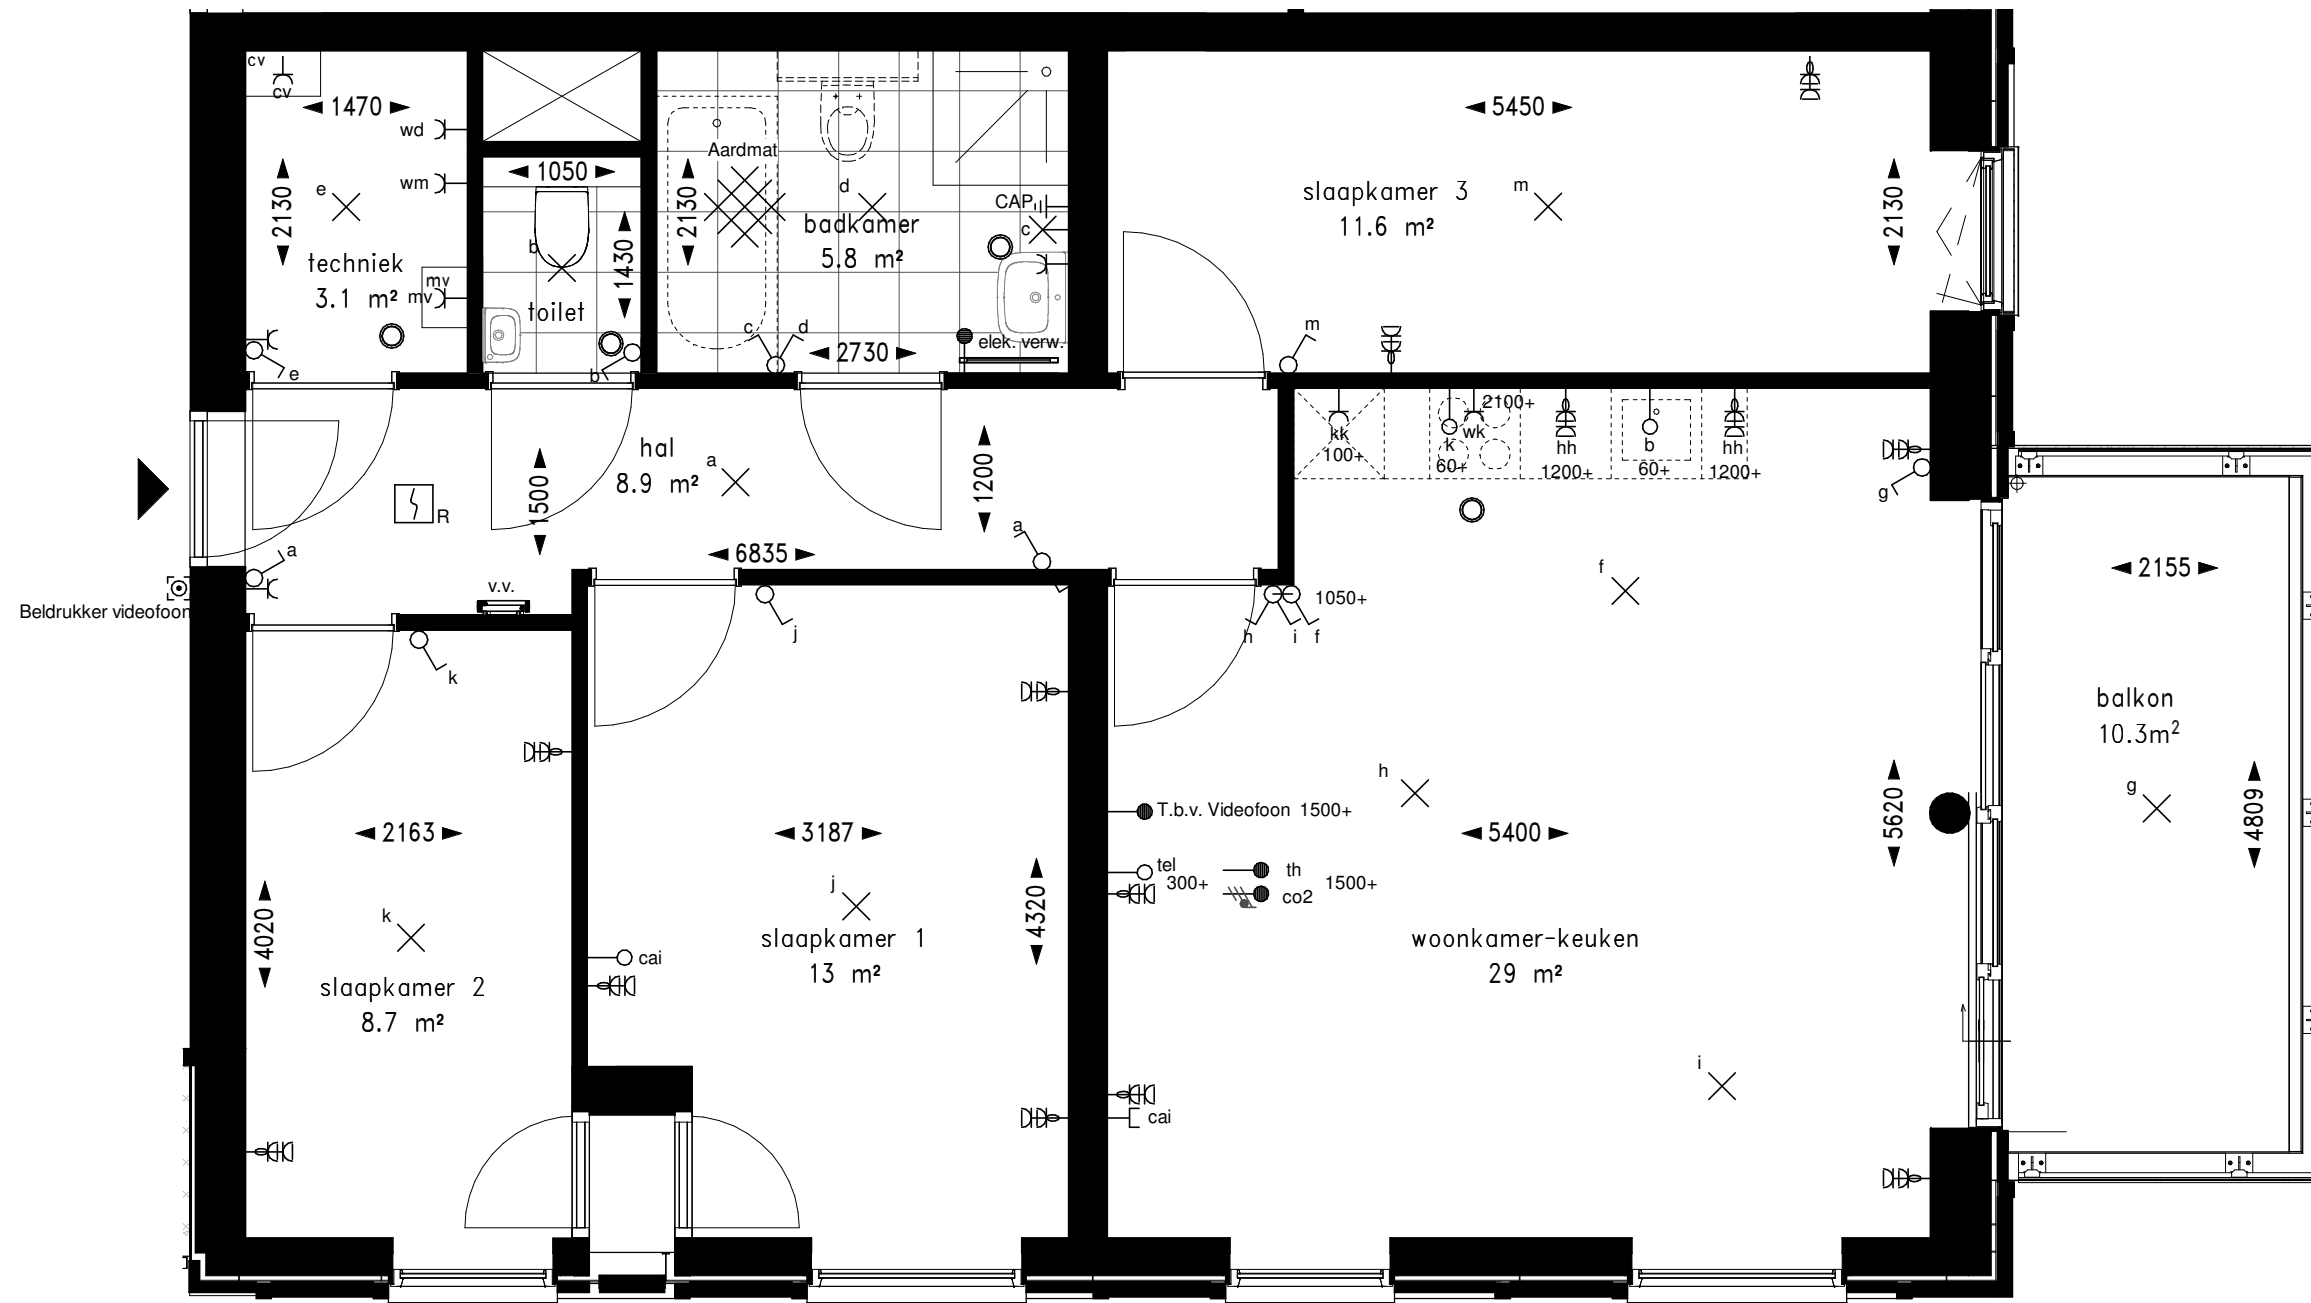 cv
cv
1470
wd
wm
2130
e
techniek
3.1 m²
mv
mv
e
1050
b
1430
toilet
b
Aardmat
2130
d
badkamer
5.8 m²
CAP
c
c
d
2730
elek. verw.
5450
slaapkamer 3
11.6 m²
m
2130
m
hal
8.9 m²
a
R
1500
1200
6835
a
a
v.v.
Beldrukker videofoon
kk
100+
2100+
k
wk
60+
hh
1200+
b
60+
hh
1200+
g
k
j
h
i
f
1050+
f
2155
balkon
10.3m²
g
4809
h
T.b.v. Videofoon 1500+
tel
300+
th
co2
1500+
5400
5620
woonkamer-keuken
29 m²
i
cai
2163
4020
k
slaapkamer 2
8.7 m²
3187
j
4320
slaapkamer 1
13 m²
cai